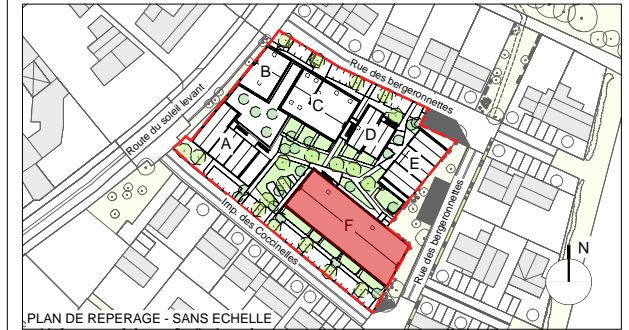 Rue des bergeronnettes
Route du soleil levant
B
C
D
A
E
F
Imp. des Coccinelles
Rue des bergeronnettes
N
PLAN DE REPERAGE - SANS ECHELLE